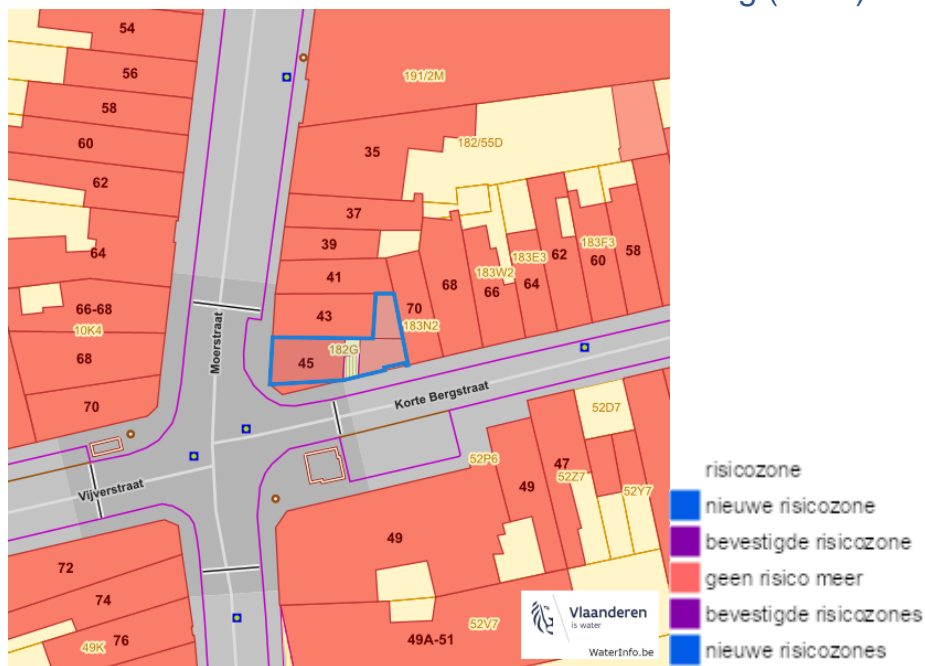 g (
)
54
191/2M
56
58
60
35
182/55D
62
37
39
64
183E3
62
183F3
60
58
41
68
183W2
66
64
66-68
10K4
43
70
183N2
Moerstraat
68
182G
45
70
Korte Bergstraat
52D7
52P6
47
52Z7
risicozone
Vijverstraat
49
52Y7
nieuwe risicozone
49
bevestigde risicozone
72
geen risico meer
74
Vlaanderen
is water
bevestigde risicozones
49K
76
52V7
49A-51
WaterInfo.be
nieuwe risicozones